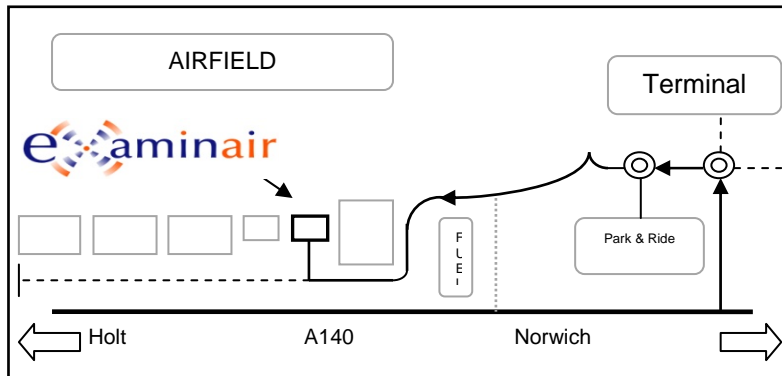 AIRFIELD
Terminal
examinair
Park & Ride
F
U
E
Holt
A140
Norwich